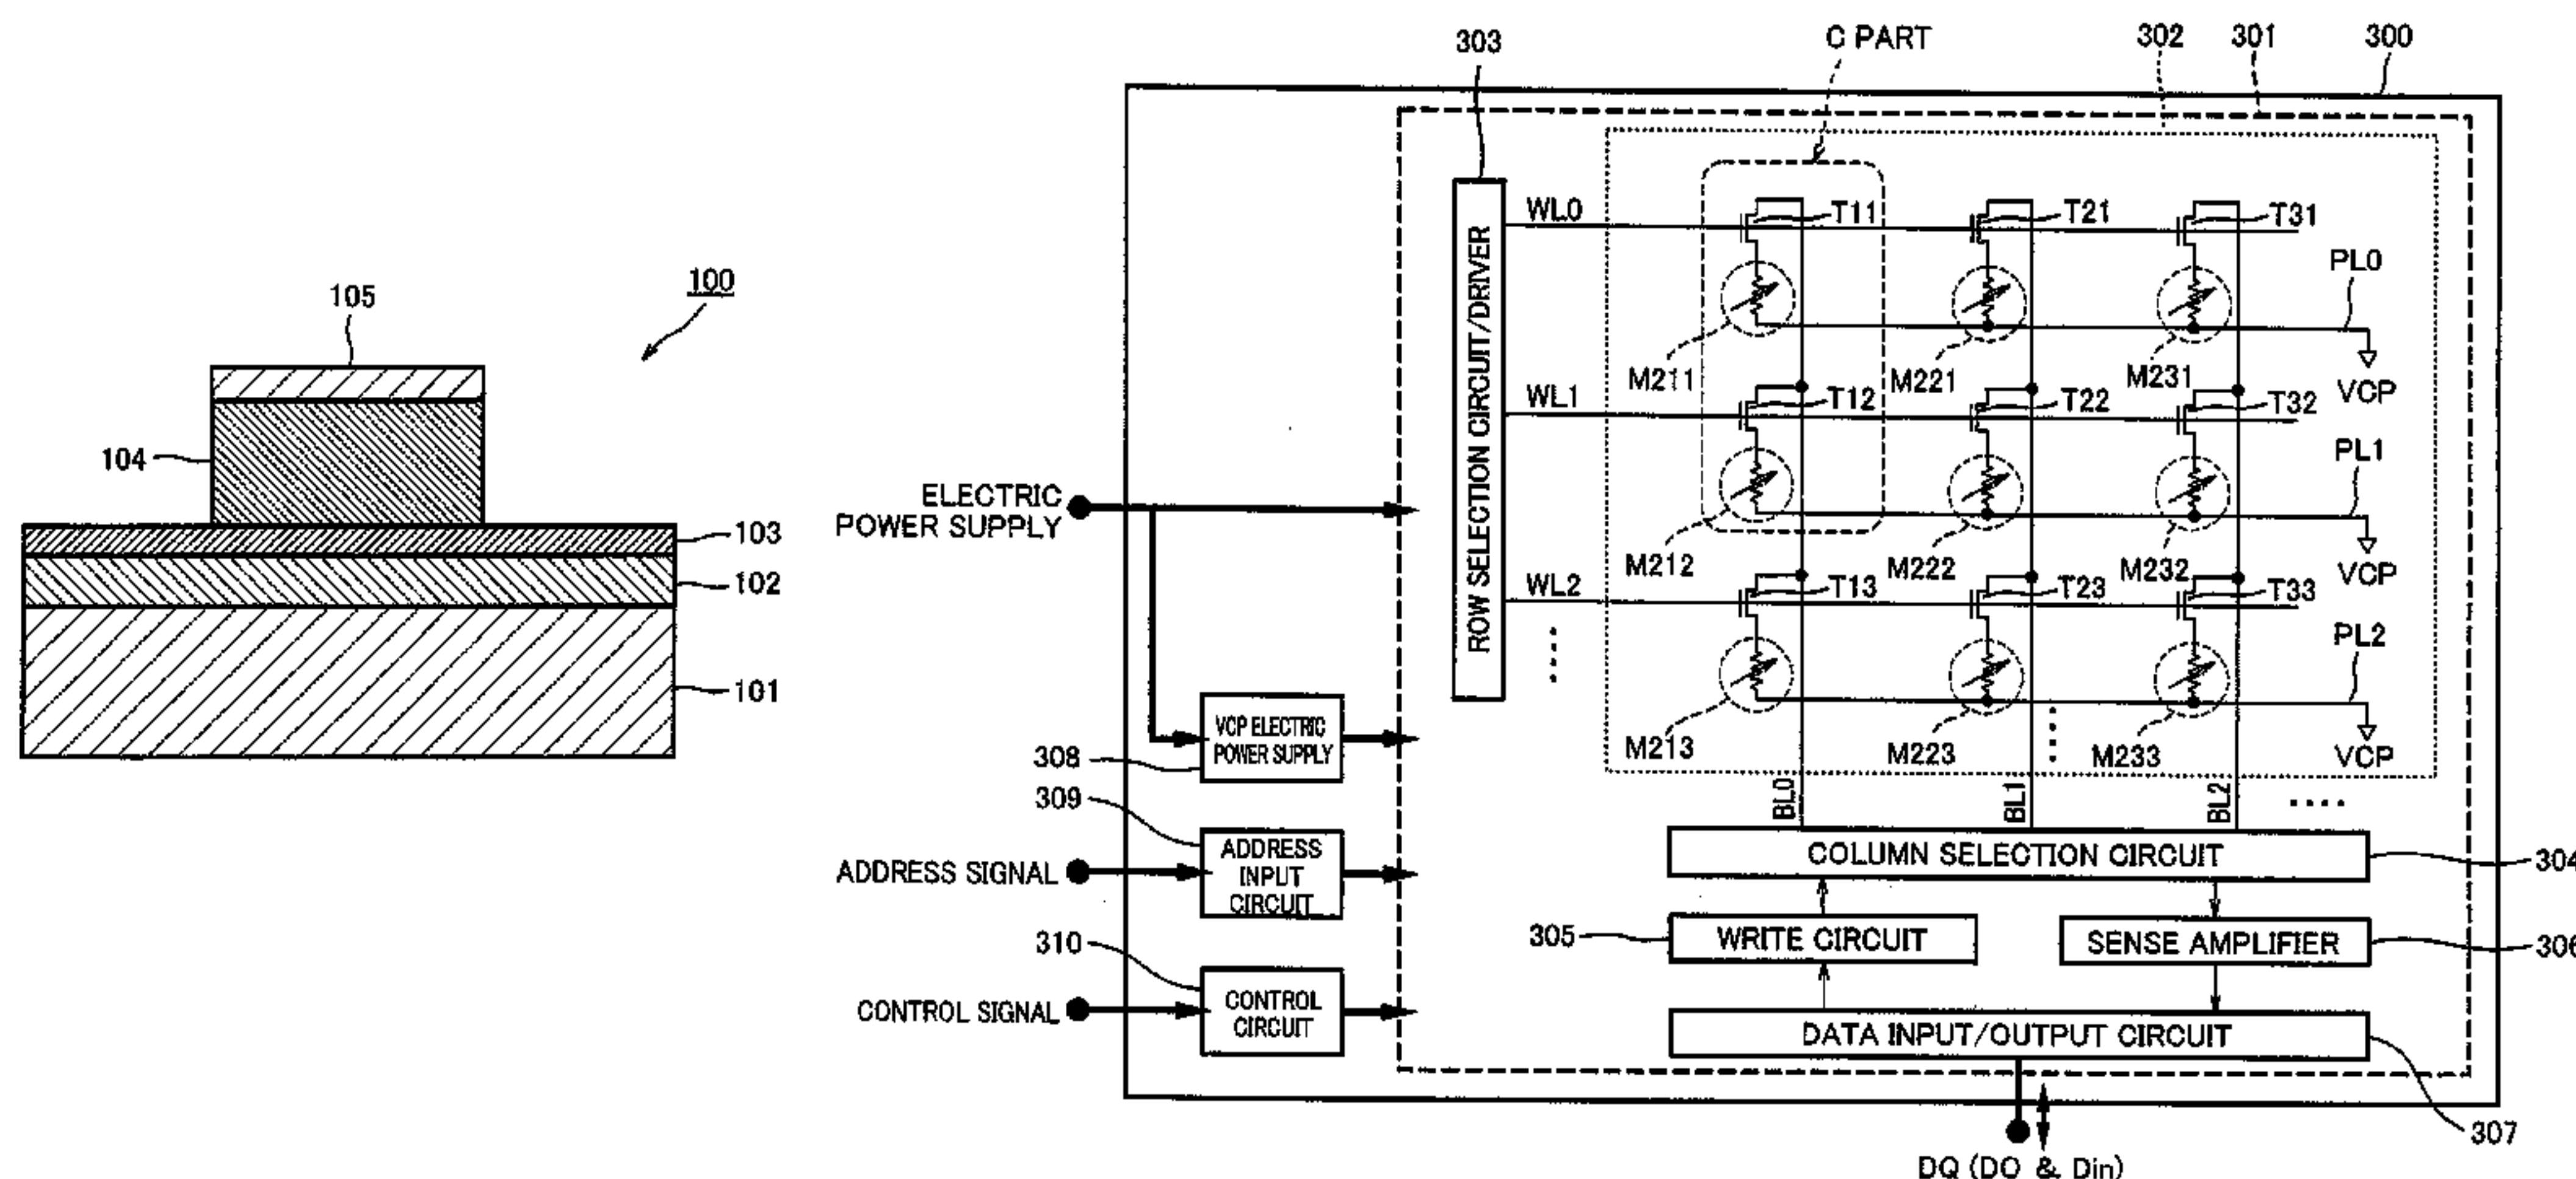 100
105
104
103
102
101
303
C PART
302
301
300
ROW SELECTION CIRCUIT/DRIVER
WL0
T11
T21
T31
PL0
M211
M221
M231
VCP
WL1
T12
T22
T32
PL1
M212
M222
M232
VCP
WL2
T13
T23
T33
PL2
M213
M223
M233
VCP
ELECTRIC
POWER SUPPLY
308
VCP ELECTRIC
POWER SUPPLY
309
ADDRESS SIGNAL
ADDRESS
INPUT
CIRCUIT
310
CONTROL SIGNAL
CONTROL
CIRCUIT
BL0
BL1
BL2
COLUMN SELECTION CIRCUIT
304
305
WRITE CIRCUIT
SENSE AMPLIFIER
306
DATA INPUT/OUTPUT CIRCUIT
307
DQ (DO & Din)